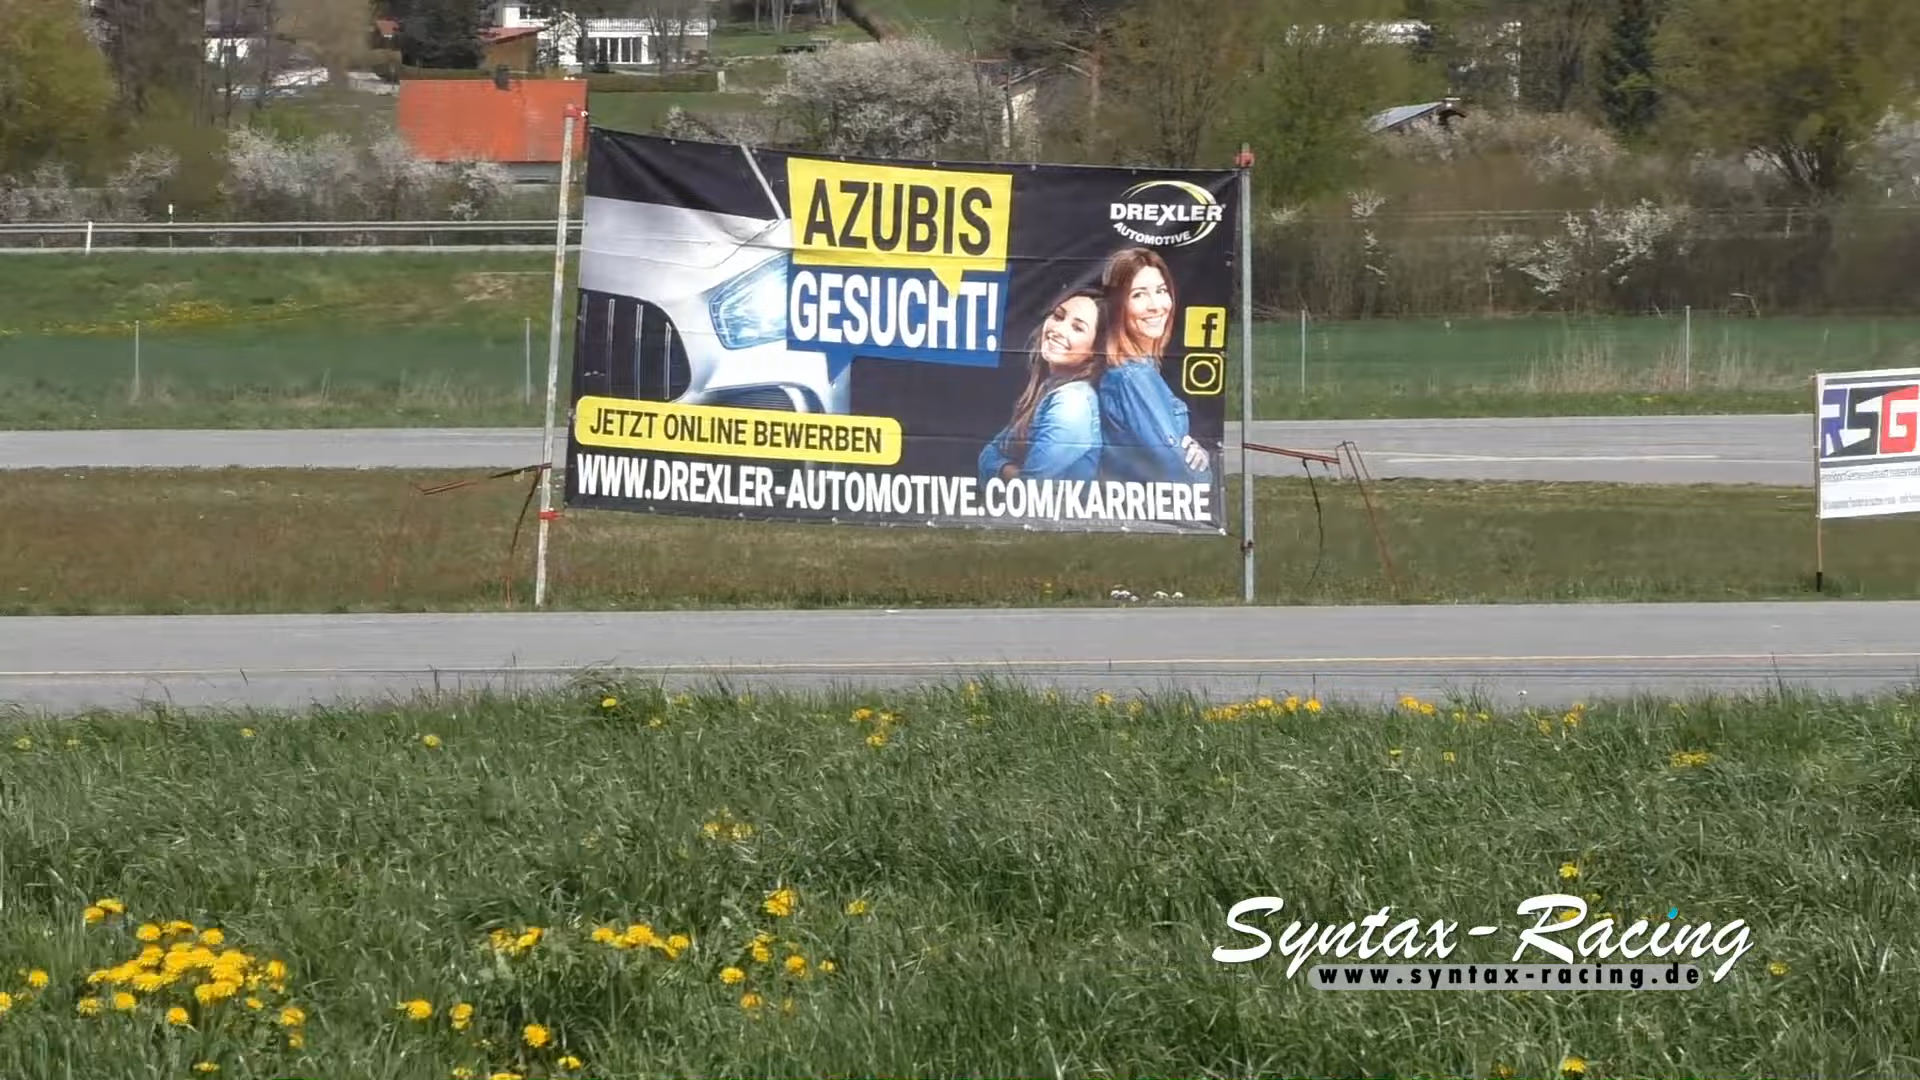 AZUBIS
GESUCHT!
DREXLER
AUTOMOTIVE
JETZT ONLINE BEWERBEN
WWW.DREXLER-AUTOMOTIVE.COM/KARRIERE
RSG
Syntax-Racing
www.syntax-racing.de